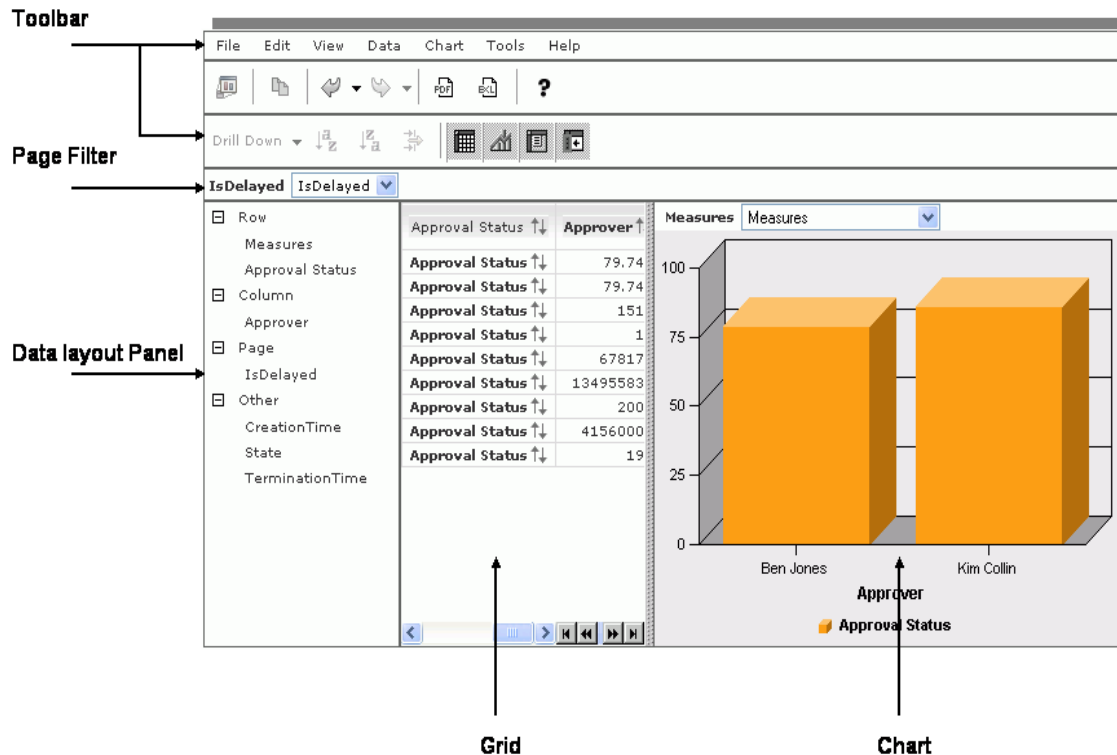 Toolbar
File Edit View Data Chart Tools Help
PDF EXL ?
Drill Down a z z a
Page Filter
IsDelayed IsDelayed
Row
Measures
Approval Status
Column
Approver
Page
IsDelayed
Other
CreationTime
State
TerminationTime
Data layout Panel
Approval Status Approver
Approval Status 79.74
Approval Status 79.74
Approval Status 151
Approval Status 1
Approval Status 67817
Approval Status 13495583
Approval Status 200
Approval Status 4156000
Approval Status 19
Measures Measures
100
75
50
25
0
Ben Jones Kim Collin
Approver
Approval Status
Grid
Chart